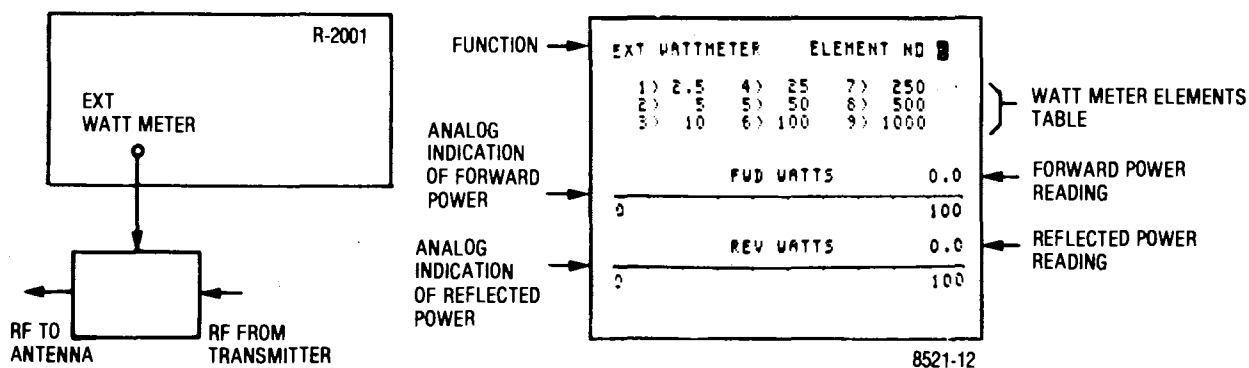 R-2001
EXT
WATT METER
RF TO
ANTENNA
RF FROM
TRANSMITTER
FUNCTION
EXT WATTMETER ELEMENT NO
1) 2.5 4) 25 7) 250
2) 5 5) 50 8) 500
3) 10 6) 100 9) 1000
WATT METER ELEMENTS
TABLE
ANALOG
INDICATION
OF FORWARD
POWER
FWD WATTS 0.0
0 100
FORWARD POWER
READING
ANALOG
INDICATION
OF REFLECTED
POWER
REV WATTS 0.0
0 100
REFLECTED POWER
READING
8521-12